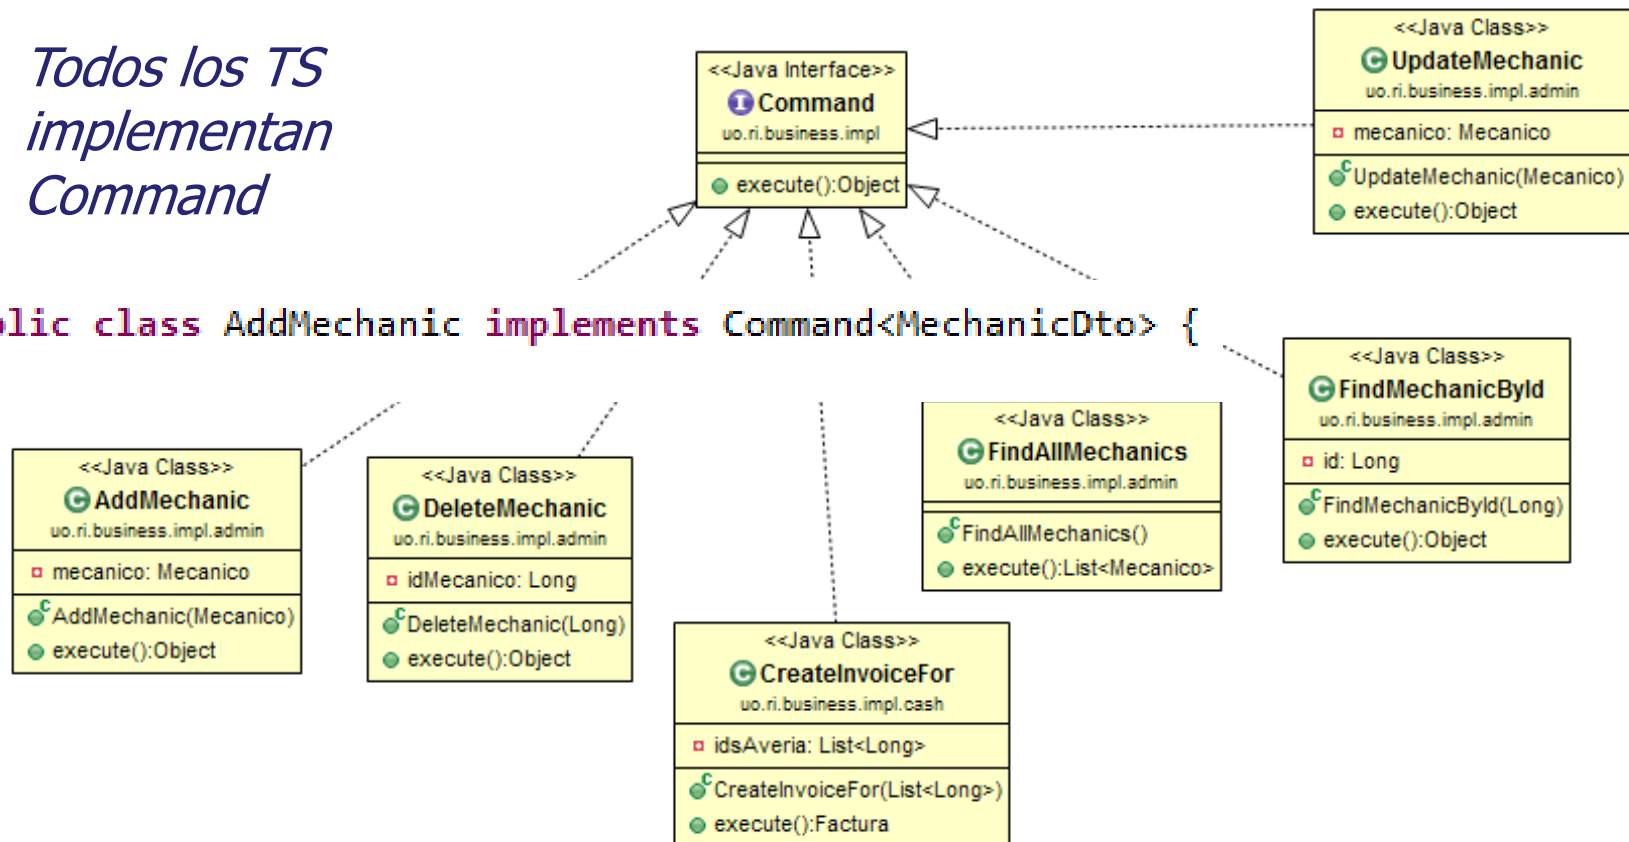 Todos los TS
implementan
Command
<<Java Interface>>
Command
uo.ri.business.impl
execute():Object
<<Java Class>>
UpdateMechanic
uo.ri.business.impl.admin
mecanico: Mecanico
UpdateMechanic(Mecanico)
execute():Object
blic class AddMechanic implements Command<MechanicDto> {
<<Java Class>>
AddMechanic
uo.ri.business.impl.admin
mecanico: Mecanico
AddMechanic(Mecanico)
execute():Object
<<Java Class>>
DeleteMechanic
uo.ri.business.impl.admin
idMecanico: Long
DeleteMechanic(Long)
execute():Object
<<Java Class>>
CreateInvoiceFor
uo.ri.business.impl.cash
idsAveria: List<Long>
CreateInvoiceFor(List<Long>)
execute():Factura
<<Java Class>>
FindAllMechanics
uo.ri.business.impl.admin
FindAllMechanics()
execute():List<Mecanico>
<<Java Class>>
FindMechanicById
uo.ri.business.impl.admin
id: Long
FindMechanicById(Long)
execute():Object